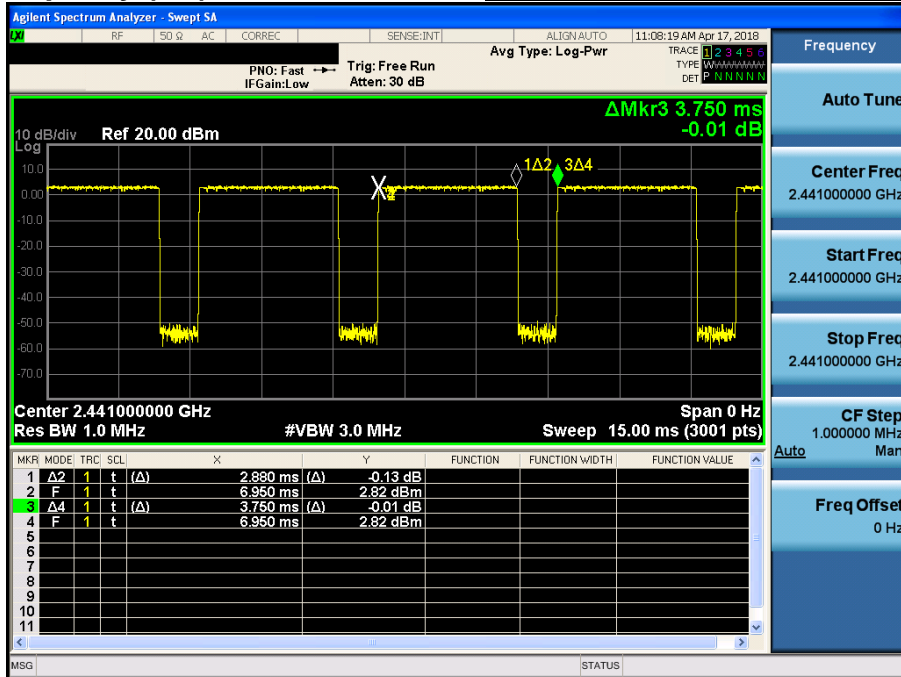 Agilent Spectrum Analyzer - Swept SA
LXI RF 50 Ω AC CORREC SENSE:INT ALIGN AUTO 11:08:19 AM Apr 17, 2018
Avg Type: Log-Pwr TRACE 1 2 3 4 5 6
PNO: Fast Trig: Free Run TYPE WWWWWW
IFGain:Low Atten: 30 dB DET P N N N N N
ΔMkr3 3.750 ms
-0.01 dB
10 dB/div Ref 20.00 dBm
Log
1Δ2 3Δ4
10.0
0.00
-10.0
-20.0
-30.0
-40.0
-50.0
-60.0
-70.0
Center 2.441000000 GHz Span 0 Hz
Res BW 1.0 MHz #VBW 3.0 MHz Sweep 15.00 ms (3001 pts)
MKR MODE TRC SCL X Y FUNCTION FUNCTION WIDTH FUNCTION VALUE
1 Δ2 1 t (Δ) 2.880 ms (Δ) -0.13 dB
2 F 1 t 6.950 ms 2.82 dBm
3 Δ4 1 t (Δ) 3.750 ms (Δ) -0.01 dB
4 F 1 t 6.950 ms 2.82 dBm
5
6
7
8
9
10
11
MSG STATUS
Frequency
Auto Tune
Center Freq
2.441000000 GHz
Start Freq
2.441000000 GHz
Stop Freq
2.441000000 GHz
CF Step
1.000000 MHz
Auto Man
Freq Offset
0 Hz